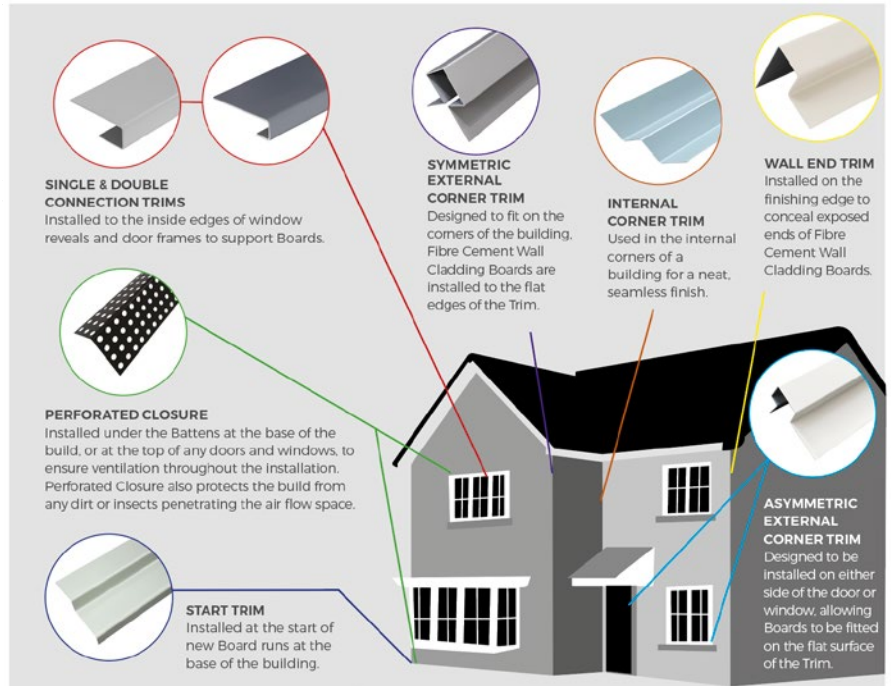 SINGLE & DOUBLE
CONNECTION TRIMS
Installed to the inside edges of window
reveals and door frames to support Boards.
SYMMETRIC
EXTERNAL
CORNER TRIM
Designed to fit on the
corners of the building,
Fibre Cement Wall
Cladding Boards are
installed to the flat
edges of the Trim.
INTERNAL
CORNER TRIM
Used in the internal
corners of a
building for a neat,
seamless finish.
WALL END TRIM
Installed on the
finishing edge to
conceal exposed
ends of Fibre
Cement Wall
Cladding Boards.
PERFORATED CLOSURE
Installed under the Battens at the base of the
build, or at the top of any doors and windows, to
ensure ventilation throughout the installation.
Perforated Closure also protects the build from
any dirt or insects penetrating the air flow space.
START TRIM
Installed at the start of
new Board runs at the
base of the building.
ASYMMETRIC
EXTERNAL
CORNER TRIM
Designed to be
installed on either
side of the door or
window, allowing
Boards to be fitted
on the flat surface
of the Trim.